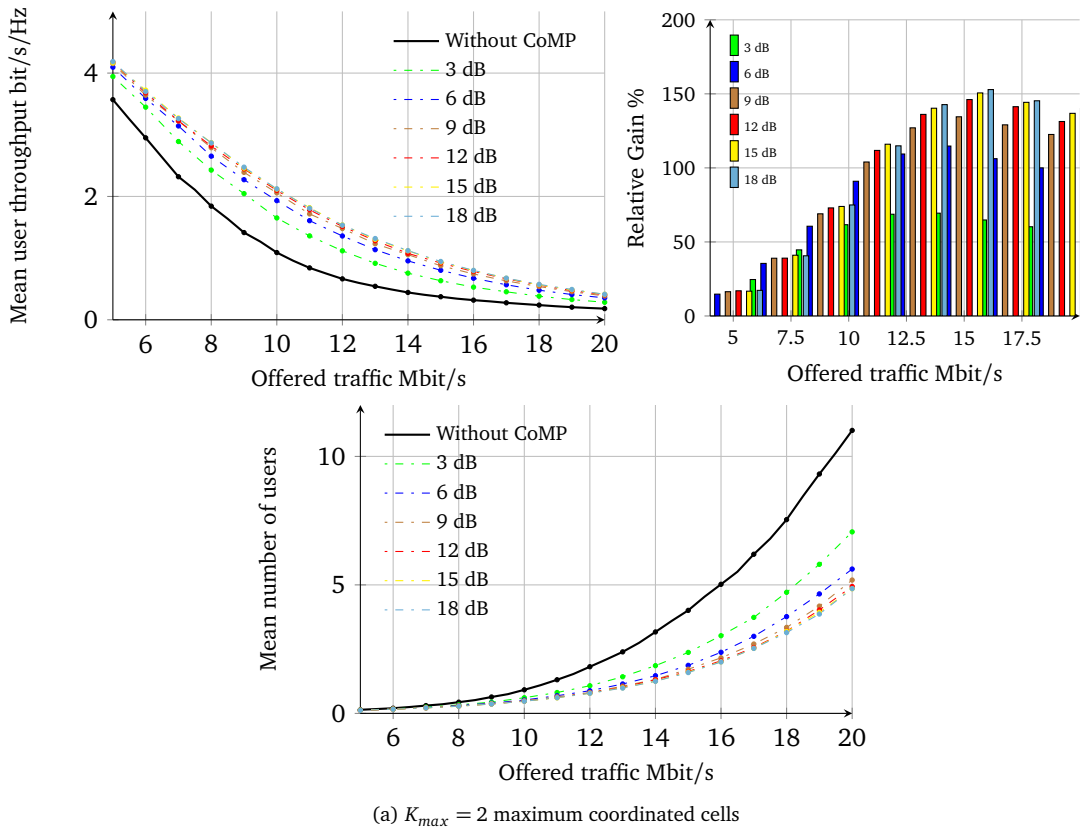 Mean user throughput bit/s/Hz
4
2
0
6 8 10 12 14 16 18 20
Offered traffic Mbit/s
Without CoMP
3 dB
6 dB
9 dB
12 dB
15 dB
18 dB
Relative Gain %
200
150
100
50
0
5 7.5 10 12.5 15 17.5
Offered traffic Mbit/s
3 dB
6 dB
9 dB
12 dB
15 dB
18 dB
Mean number of users
10
5
0
6 8 10 12 14 16 18 20
Offered traffic Mbit/s
Without CoMP
3 dB
6 dB
9 dB
12 dB
15 dB
18 dB
(a) K_max = 2 maximum coordinated cells